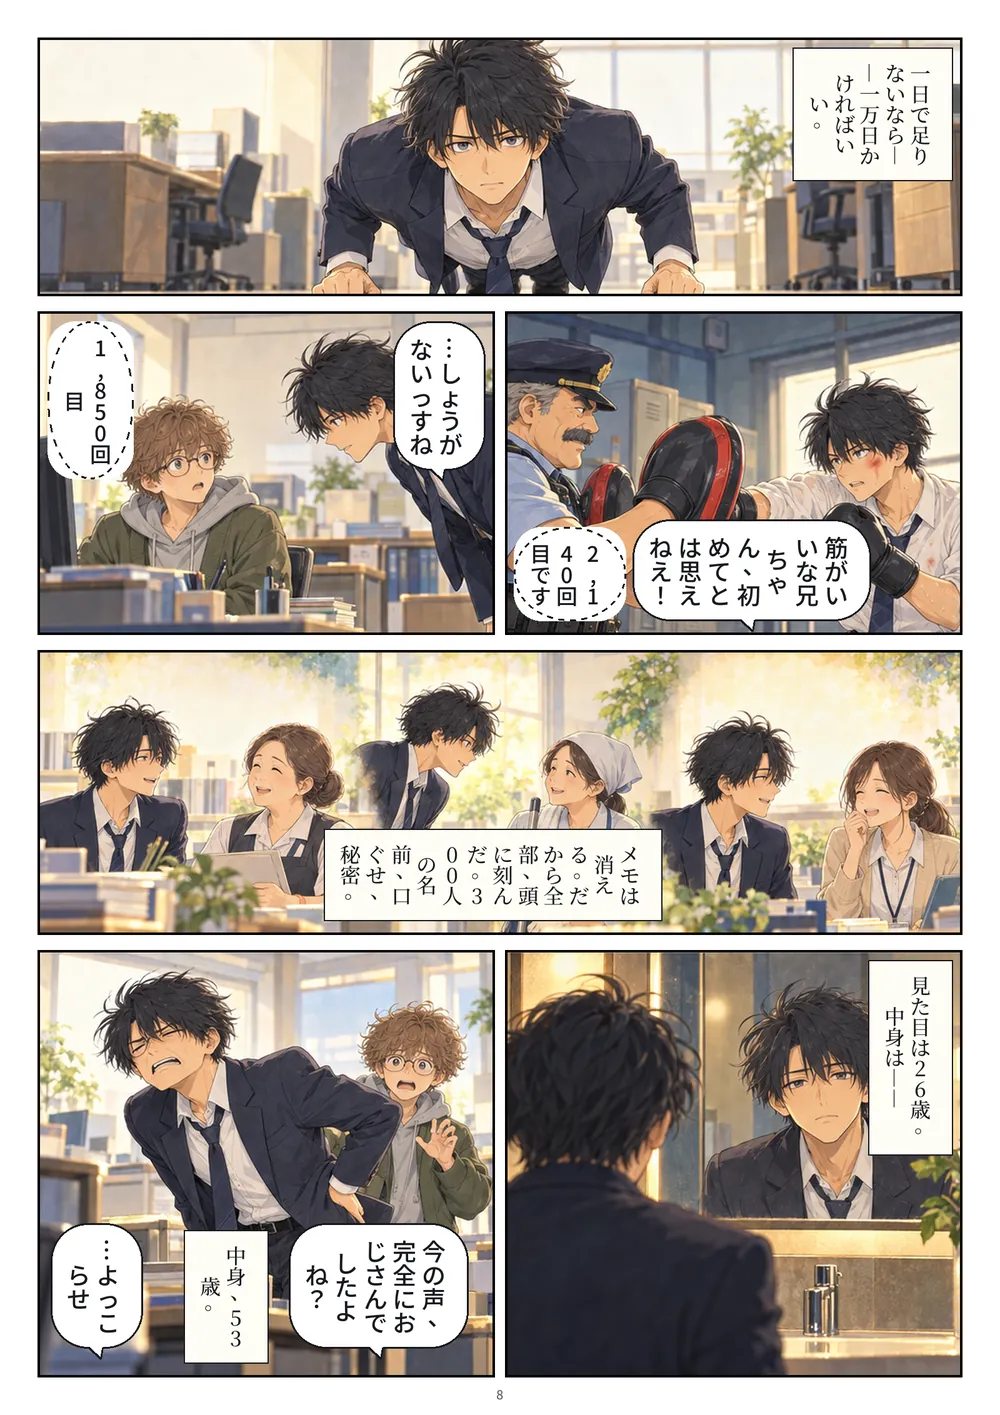 一日で足り
ないなら―
―一万日か
ければい
い。
筋がい
いな兄
ちゃ
ん、初
めてと
は思え
ねえ！
2,1
40回
目です
…しょうが
ないっすね
1,850回
目
メモは
消え
る。だ
から全
部、頭
に刻ん
だ。3
00人
の名
前、口
ぐせ、
秘密。
見た目は26歳。
中身は――
今の声、
完全にお
じさんで
したよ
ね？
中身、53
歳。
…よっこ
らせ
8